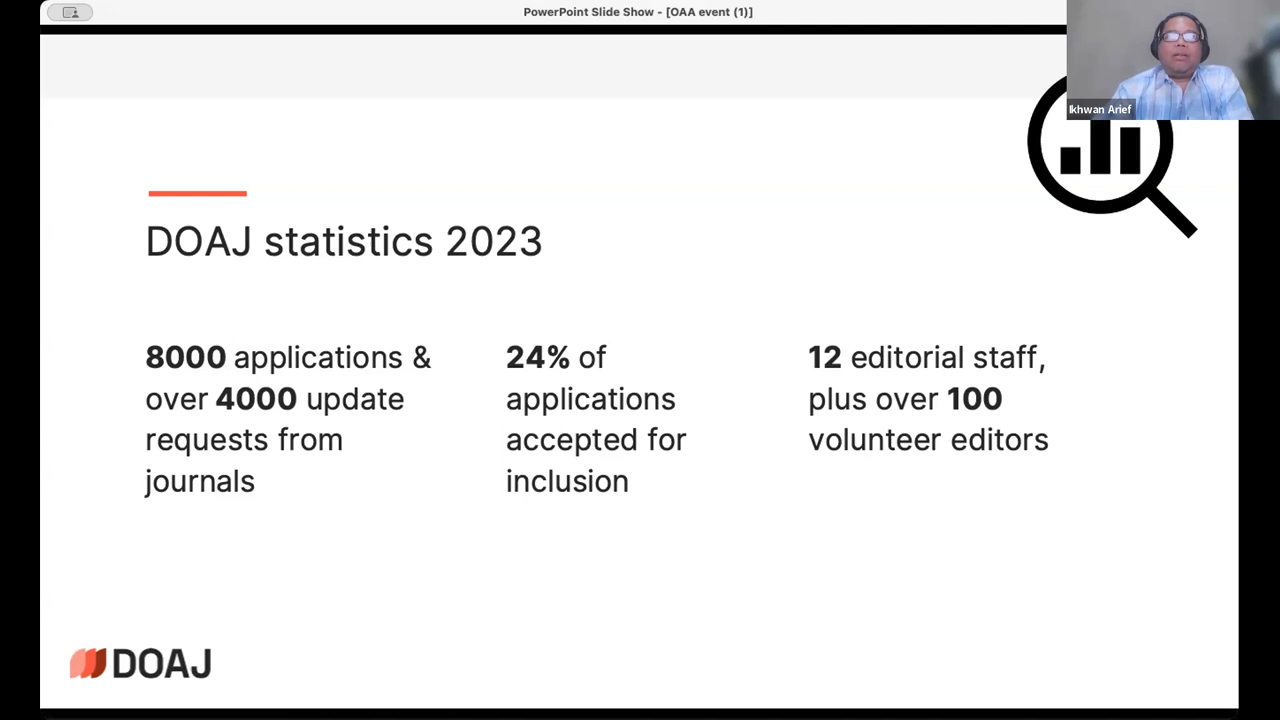 PowerPoint Slide Show - [OAA event (1)]
Ikhwan Arief
DOAJ statistics 2023
8000 applications &
over 4000 update
requests from
journals
24% of
applications
accepted for
inclusion
12 editorial staff,
plus over 100
volunteer editors
DOAJ